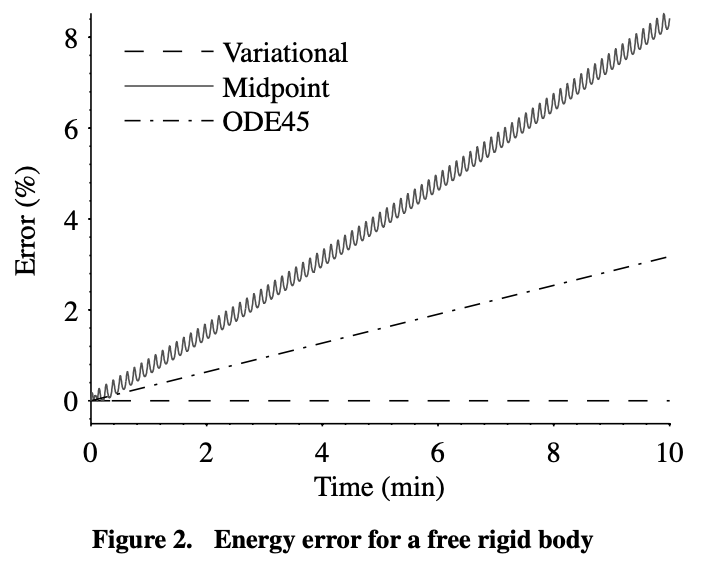 8
Variational
Midpoint
6
ODE45
Error (%)
4
2
0
0 2 4 6 8 10
Time (min)
Figure 2. Energy error for a free rigid body